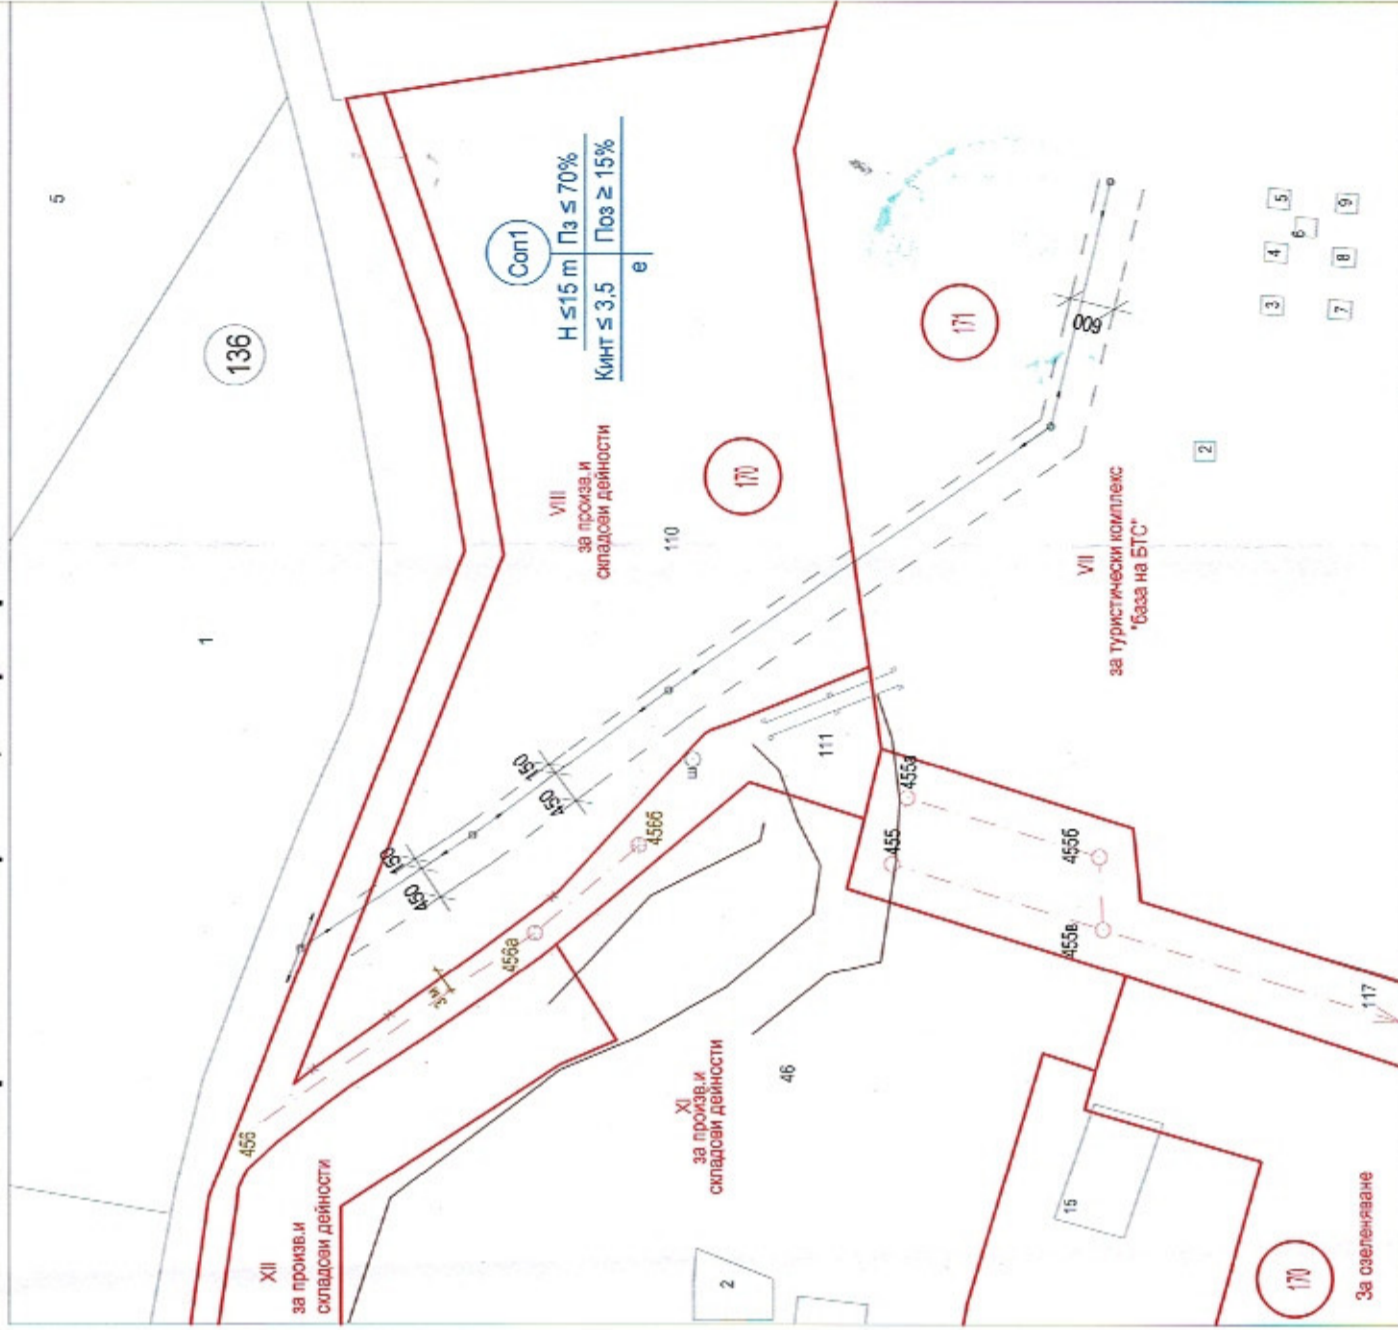 5
136
1
Соп1
H ≤15 m Пз ≤ 70%
Кинт ≤ 3,5 Поз ≥ 15%
е
VIII
за произв.и
складови дейности
110
170
171
600
3
4
5
6
7
8
9
2
VII
за туристически комплекс
"база на БТС"
150
450
150
450
Ш
111
456б
456а
3 м
456
455а
455
455б
455в
117
XI
за произв.и
складови дейности
46
XII
за произв.и
складови дейности
2
15
170
За озеленяване